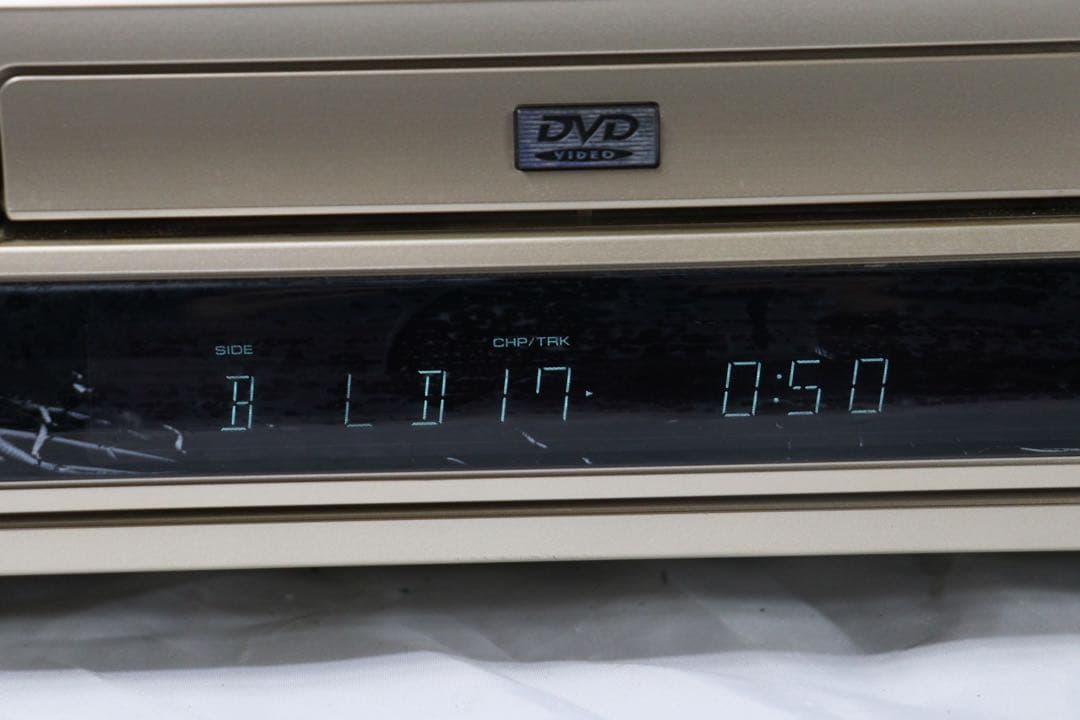 DVD
VIDEO
SIDE CHP/TRK
B LD 17 0:50